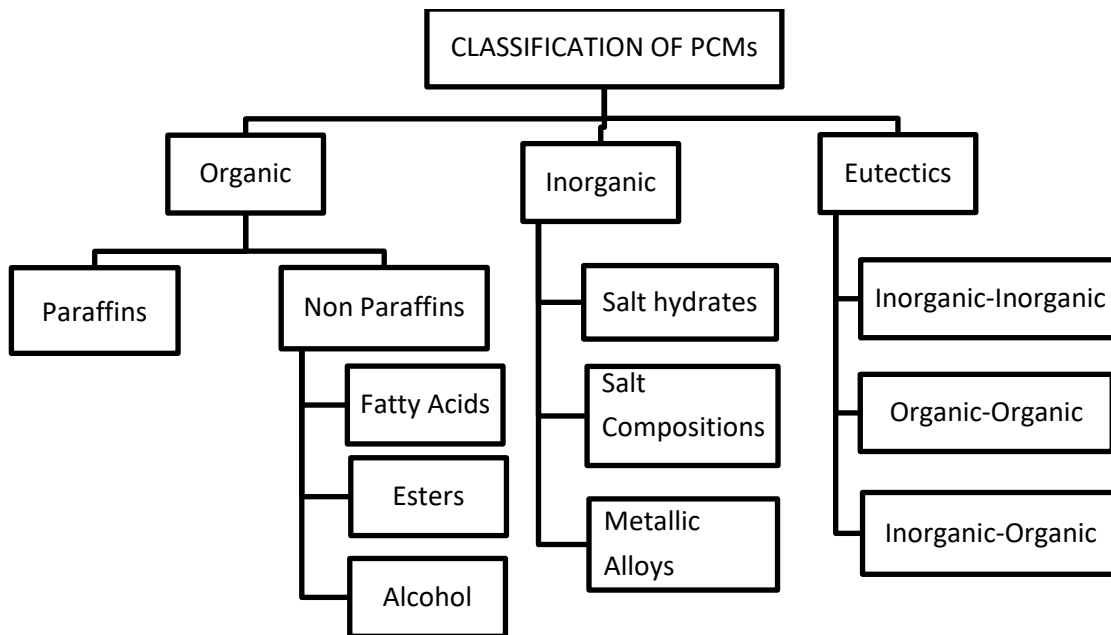 CLASSIFICATION OF PCMs
Organic
Inorganic
Eutectics
Paraffins
Non Paraffins
Fatty Acids
Esters
Alcohol
Salt hydrates
Salt
Compositions
Metallic
Alloys
Inorganic-Inorganic
Organic-Organic
Inorganic-Organic